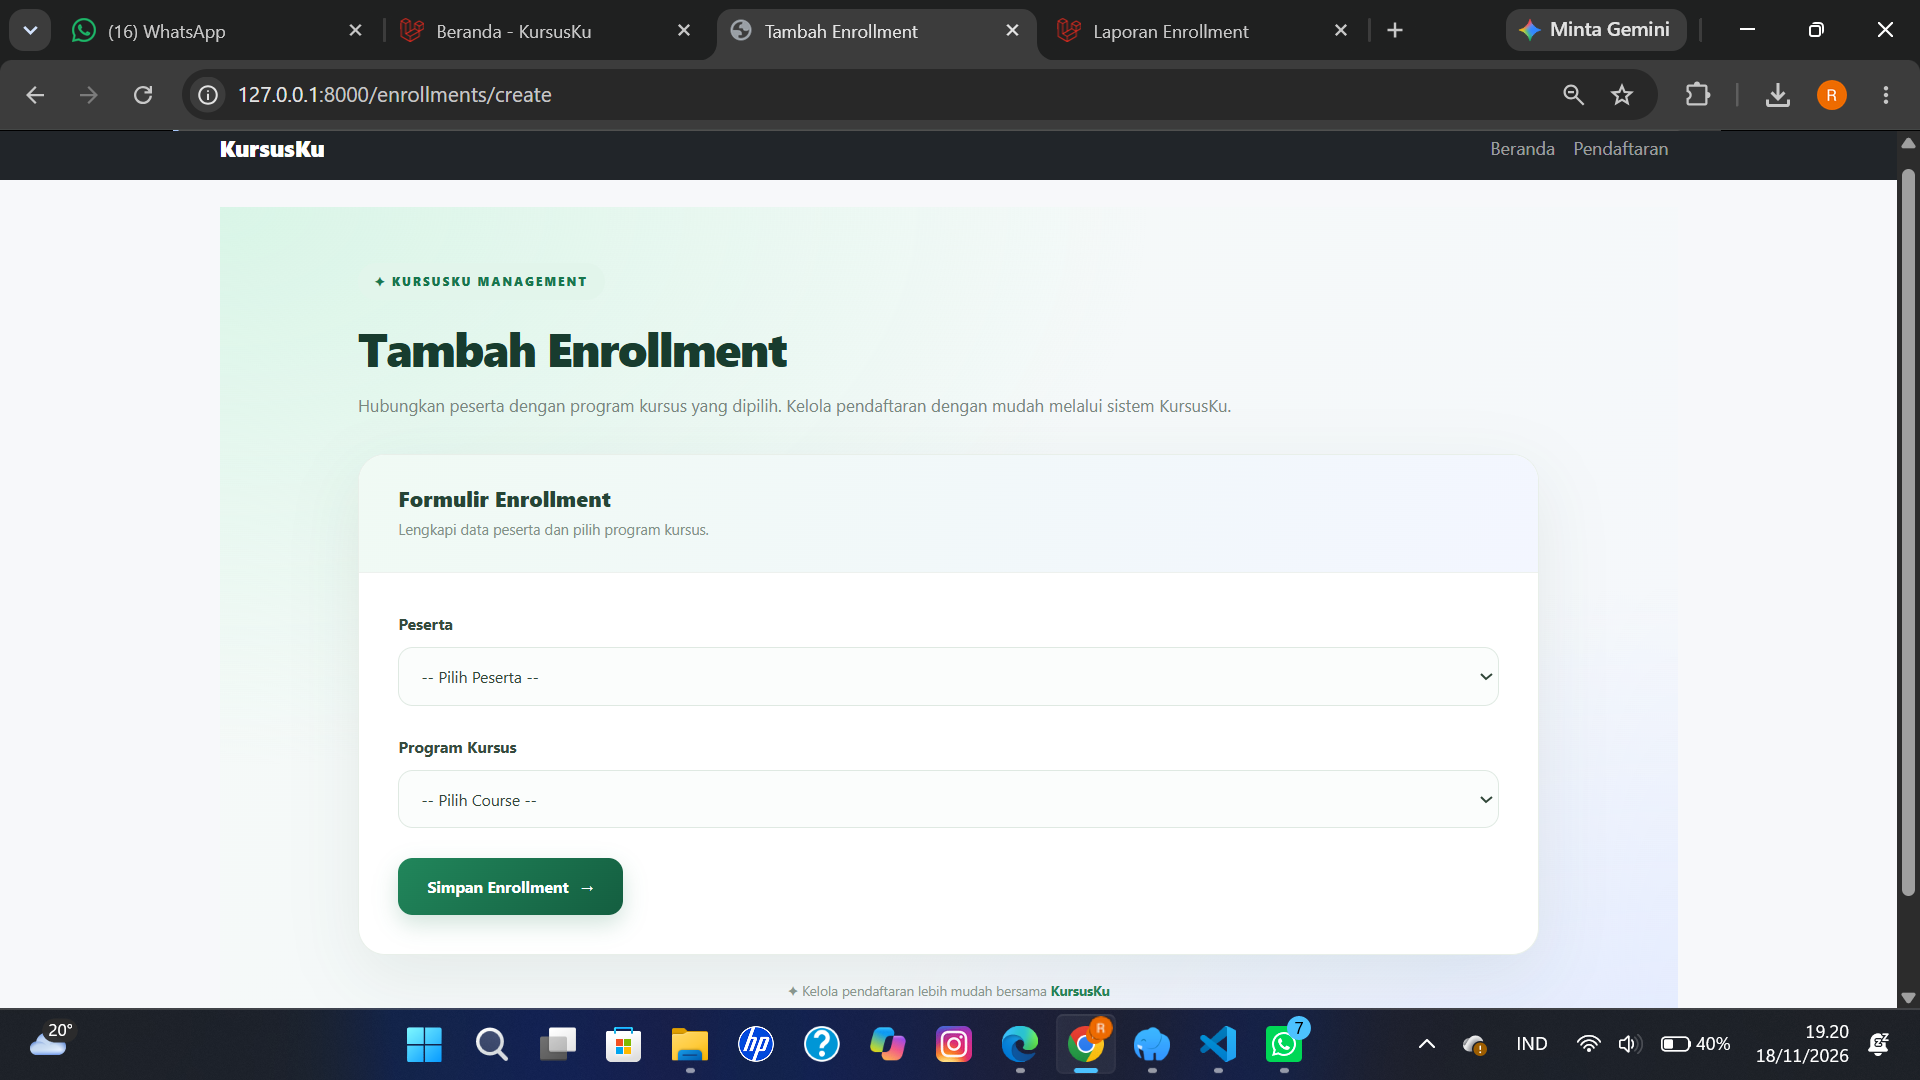 (16) WhatsApp
Beranda - KursusKu
Tambah Enrollment
Laporan Enrollment
Minta Gemini
127.0.0.1:8000/enrollments/create
R
KursusKu
Beranda
Pendaftaran
✦ KURSUSKU MANAGEMENT
Tambah Enrollment
Hubungkan peserta dengan program kursus yang dipilih. Kelola pendaftaran dengan mudah melalui sistem KursusKu.
Formulir Enrollment
Lengkapi data peserta dan pilih program kursus.
Peserta
-- Pilih Peserta --
Program Kursus
-- Pilih Course --
Simpan Enrollment →
✦ Kelola pendaftaran lebih mudah bersama KursusKu
20°
hp
?
R
7
IND
40%
19.20
18/11/2026